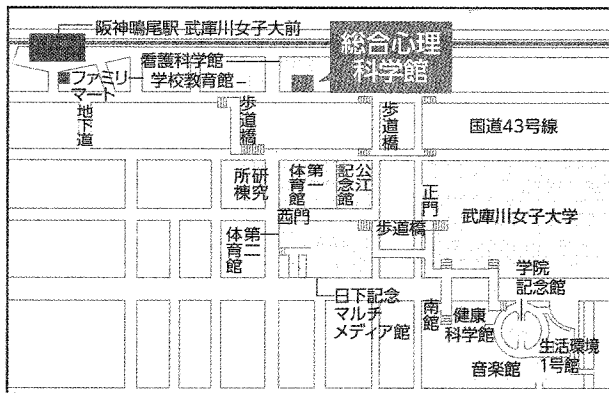 阪神鳴尾駅 武庫川女子大前
総合心理
科学館
看護科学館
学校教育館
ファミリー
マート
地下道
歩道橋
歩道橋
国道43号線
研究
所棟
第一
体育館
公江
記念館
正門
武庫川女子大学
西門
歩道橋
第二
体育館
学院
記念館
日下記念
マルチ
メディア館
南館
健康
科学館
生活環境
1号館
音楽館